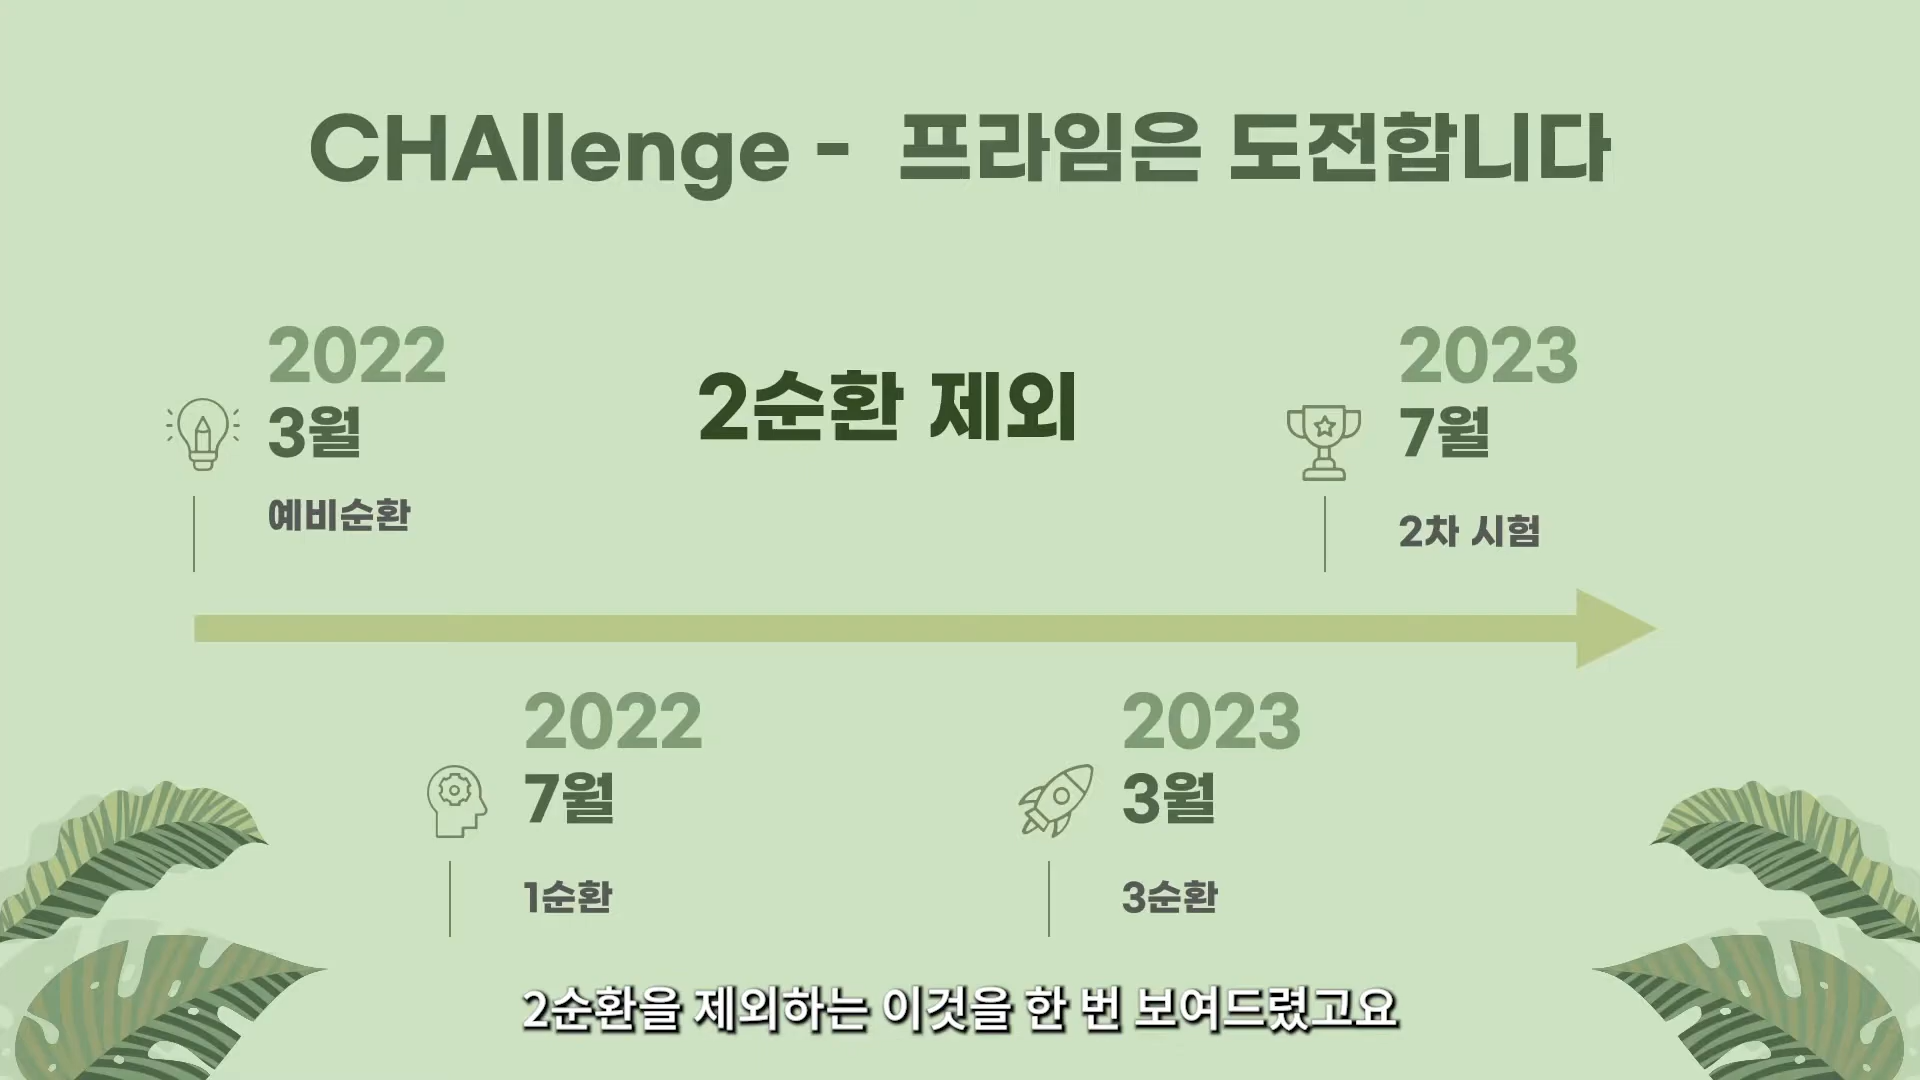 CHAllenge - 프라임은 도전합니다
2022
3월
예비순환
2순환 제외
2023
7월
2차 시험
2022
7월
1순환
2023
3월
3순환
2순환을 제외하는 이것을 한 번 보여드렸고요